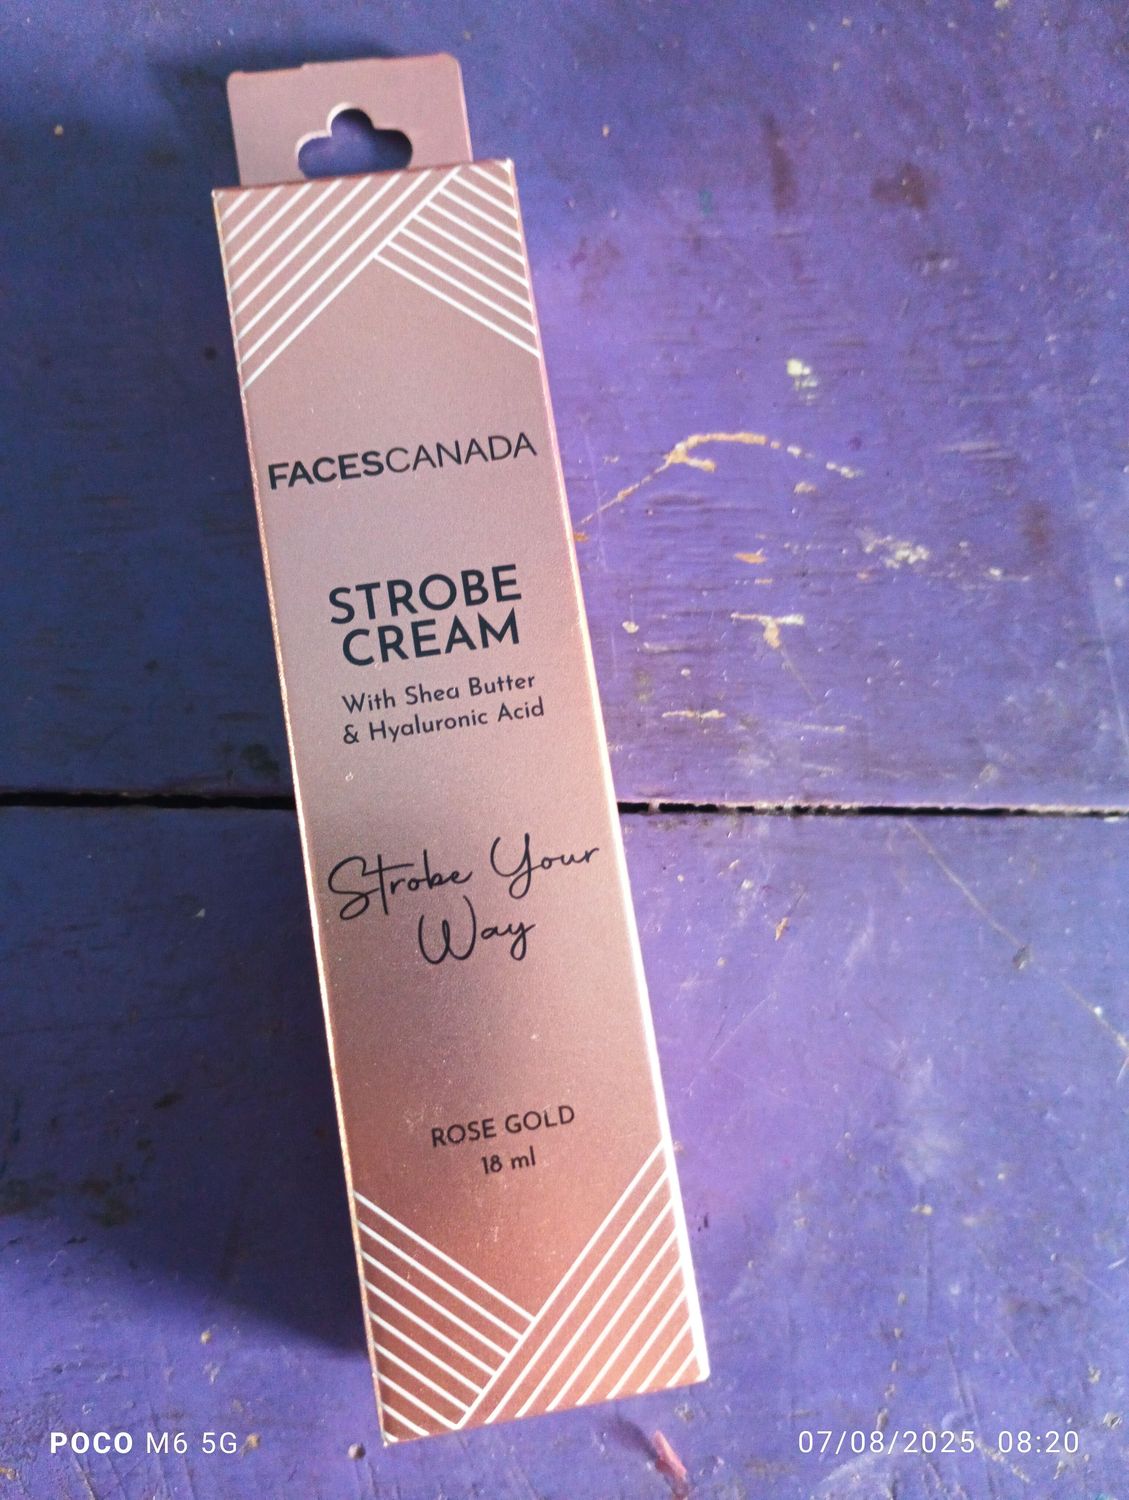 FACESCANADA
STROBE
CREAM
With Shea Butter
& Hyaluronic Acid
Strobe Your
Way
ROSE GOLD
18 ml
POCO M6 5G
07/08/2025 08:20